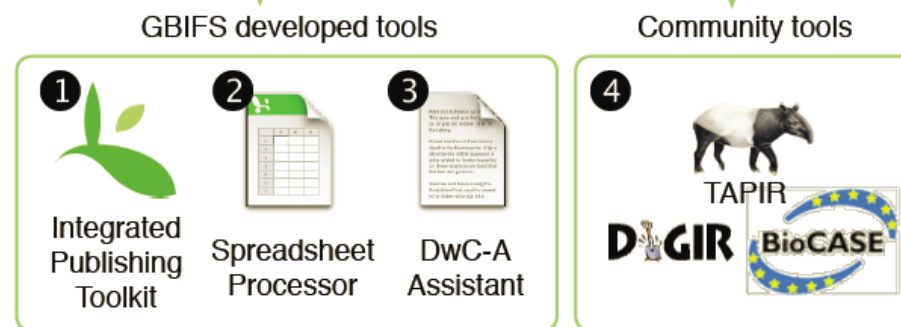 GBIFS developed tools
Community tools
1
2
3
4
Integrated
Publishing
Toolkit
Spreadsheet
Processor
DwC-A
Assistant
TAPIR
DiGIR
BioCASE